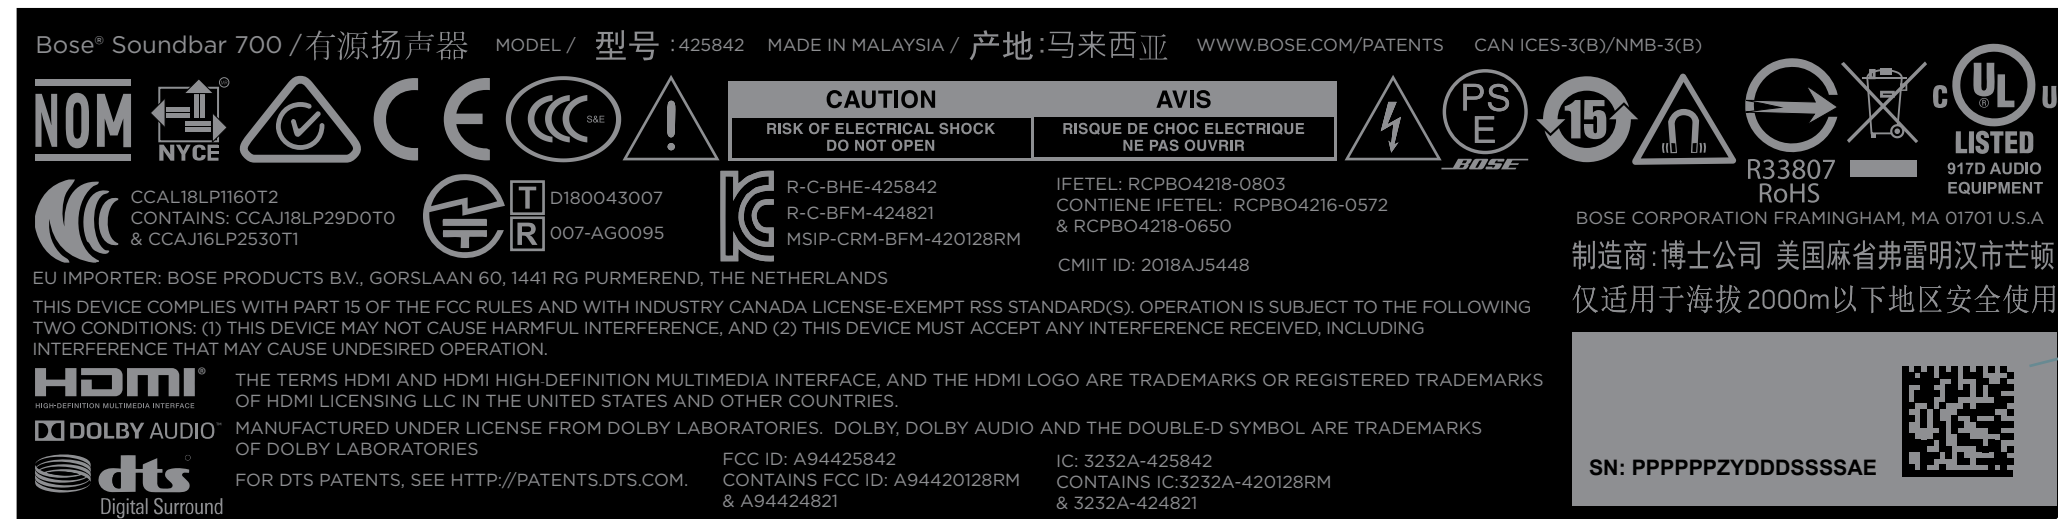 Bose® Soundbar 700 /有源扬声器 MODEL / 型号 :425842 MADE IN MALAYSIA / 产地:马来西亚 WWW.BOSE.COM/PATENTS CAN ICES-3(B)/NMB-3(B)
NOM
NYCE
CE
CCC S&E
CAUTION
RISK OF ELECTRICAL SHOCK
DO NOT OPEN
AVIS
RISQUE DE CHOC ELECTRIQUE
NE PAS OUVRIR
PS
E
BOSE
15
R33807
RoHS
C UL® U
LISTED
917D AUDIO
EQUIPMENT
CCAL18LP1160T2
CONTAINS: CCAJ18LP29D0T0
& CCAJ16LP2530T1
T D180043007
R 007-AG0095
R-C-BHE-425842
R-C-BFM-424821
MSIP-CRM-BFM-420128RM
IFETEL: RCPBO4218-0803
CONTIENE IFETEL: RCPBO4216-0572
& RCPBO4218-0650
CMIIT ID: 2018AJ5448
BOSE CORPORATION FRAMINGHAM, MA 01701 U.S.A
制造商:博士公司 美国麻省弗雷明汉市芒顿
仅适用于海拔2000m以下地区安全使用
EU IMPORTER: BOSE PRODUCTS B.V., GORSLAAN 60, 1441 RG PURMEREND, THE NETHERLANDS
THIS DEVICE COMPLIES WITH PART 15 OF THE FCC RULES AND WITH INDUSTRY CANADA LICENSE-EXEMPT RSS STANDARD(S). OPERATION IS SUBJECT TO THE FOLLOWING
TWO CONDITIONS: (1) THIS DEVICE MAY NOT CAUSE HARMFUL INTERFERENCE, AND (2) THIS DEVICE MUST ACCEPT ANY INTERFERENCE RECEIVED, INCLUDING
INTERFERENCE THAT MAY CAUSE UNDESIRED OPERATION.
HDMI®
HIGH-DEFINITION MULTIMEDIA INTERFACE
THE TERMS HDMI AND HDMI HIGH-DEFINITION MULTIMEDIA INTERFACE, AND THE HDMI LOGO ARE TRADEMARKS OR REGISTERED TRADEMARKS
OF HDMI LICENSING LLC IN THE UNITED STATES AND OTHER COUNTRIES.
DOLBY AUDIO™
MANUFACTURED UNDER LICENSE FROM DOLBY LABORATORIES. DOLBY, DOLBY AUDIO AND THE DOUBLE-D SYMBOL ARE TRADEMARKS
OF DOLBY LABORATORIES
dts
Digital Surround
FOR DTS PATENTS, SEE HTTP://PATENTS.DTS.COM.
FCC ID: A94425842
CONTAINS FCC ID: A94420128RM
& A94424821
IC: 3232A-425842
CONTAINS IC:3232A-420128RM
& 3232A-424821
SN: PPPPPPZYDDDSSSSAE